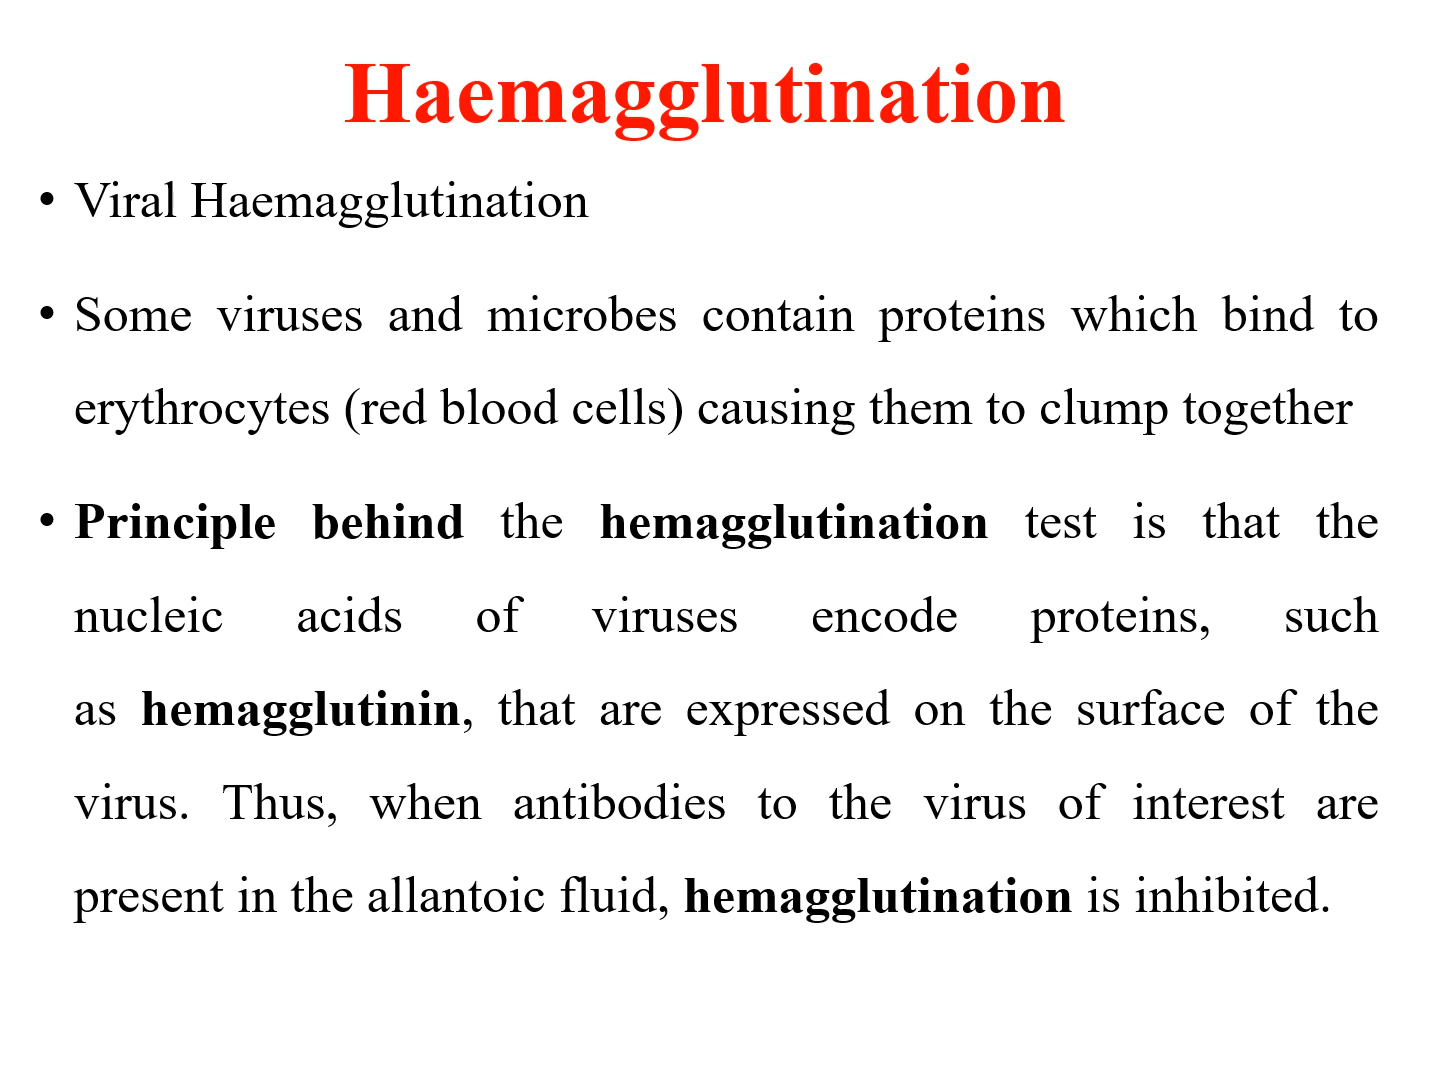 Haemagglutination
• Viral Haemagglutination
• Some viruses and microbes contain proteins which bind to
erythrocytes (red blood cells) causing them to clump together
• Principle behind the hemagglutination test is that the
nucleic acids of viruses encode proteins, such
as hemagglutinin, that are expressed on the surface of the
virus. Thus, when antibodies to the virus of interest are
present in the allantoic fluid, hemagglutination is inhibited.